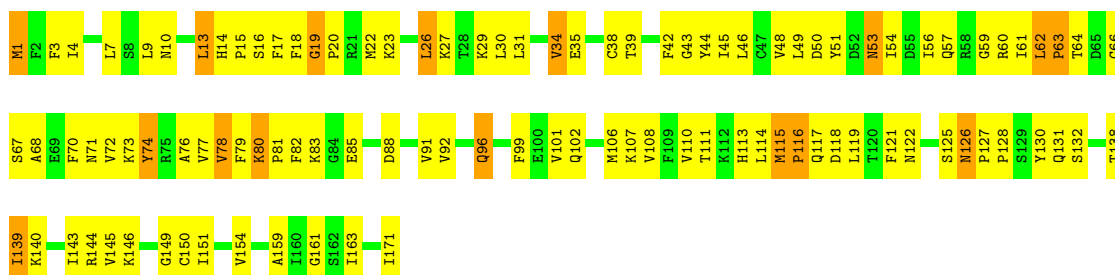 M1 F2 F3 I4 L7 S8 L9 N10 L13 H14 P15 S16 F17 F18 G19 P20 R21 M22 K23 L26 K27 T28 K29 L30 L31 V34 E35 C38 T39 F42 G43 Y44 I45 L46 C47 V48 L49 D50 Y51 D52 N53 I54 D55 I56 Q57 R58 G59 R60 I61 L62 P63 T64 D65
S67 A68 E69 F70 N71 V72 K73 Y74 R75 A76 V77 V78 F79 K80 P81 F82 K83 G84 E85 D88 V91 V92 Q96 F99 E100 V101 Q102 M106 K107 V108 F109 V110 T111 K112 H113 L114 M115 P116 Q117 D118 L119 T120 F121 N122 S125 N126 P127 P128 S129 Y130 Q131 S132 T138
I139 K140 I143 R144 V145 K146 G149 C150 I151 V154 A159 I160 G161 S162 I163 I171